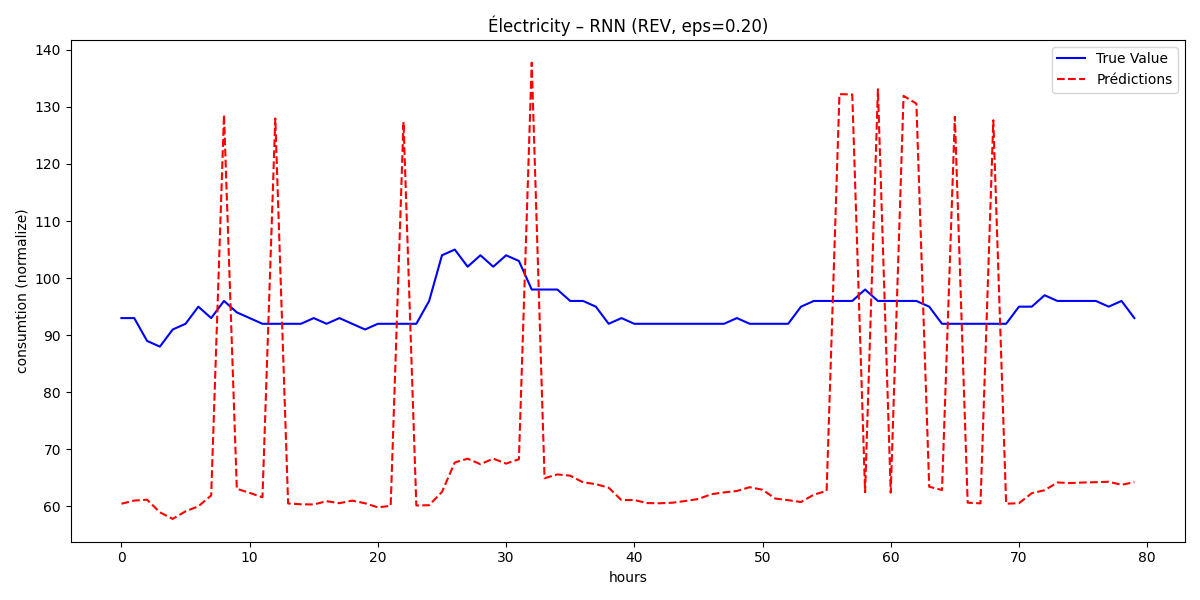 Électricity – RNN (REV, eps=0.20)
True Value
Prédictions
consumtion (normalize)
140
130
120
110
100
90
80
70
60
0 10 20 30 40 50 60 70 80
hours